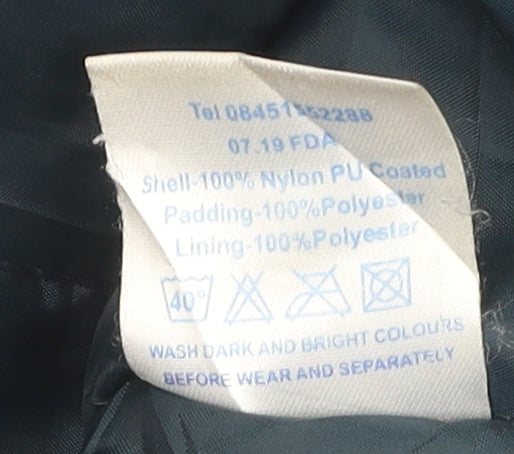 Tel 08451552288
07.19 FDA
Shell-100% Nylon PU Coated
Padding-100%Polyester
Lining-100%Polyester
40°
WASH DARK AND BRIGHT COLOURS
BEFORE WEAR AND SEPARATELY